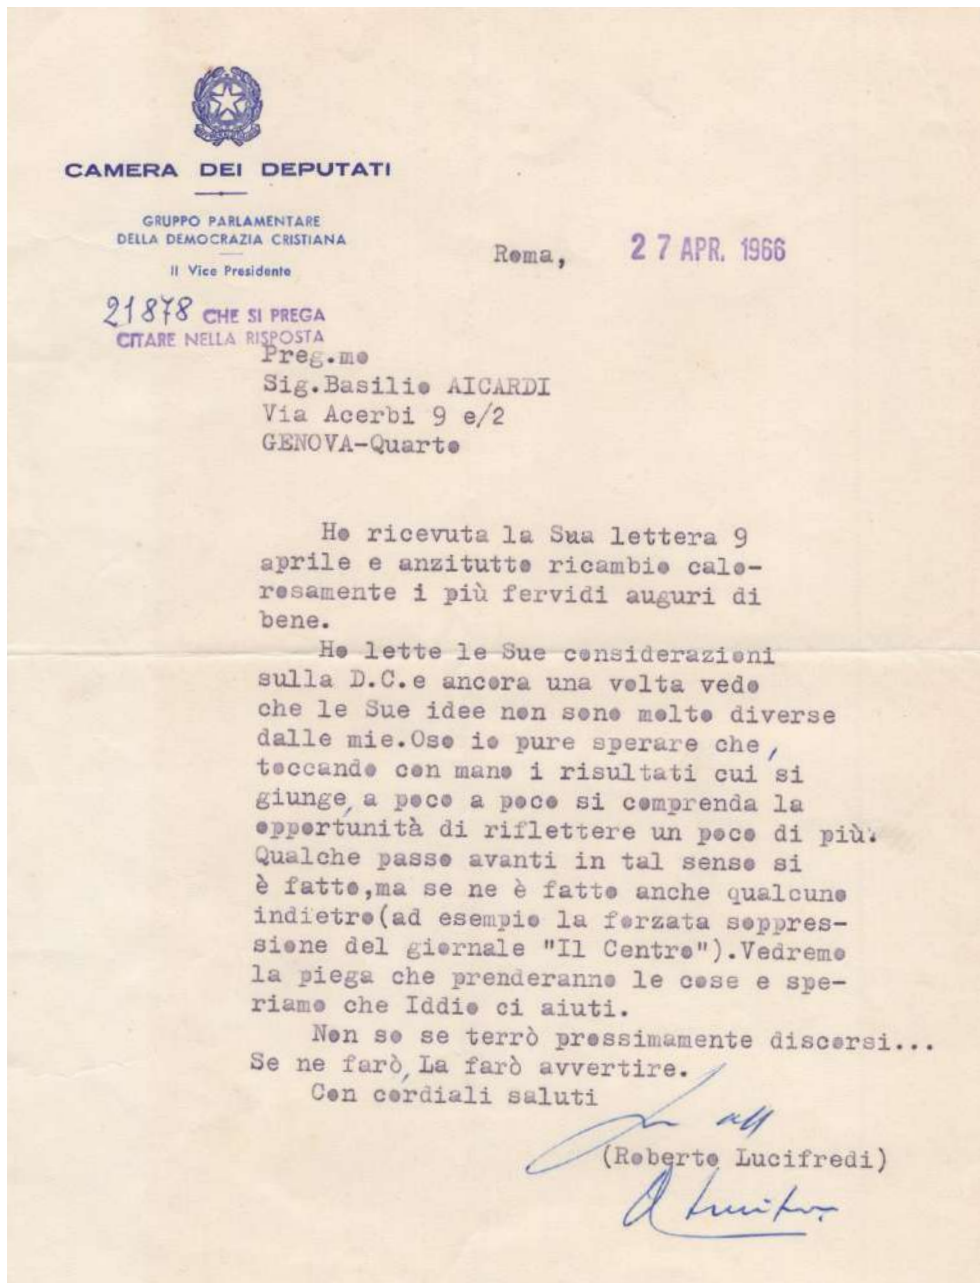 CAMERA DEI DEPUTATI
GRUPPO PARLAMENTARE
DELLA DEMOCRAZIA CRISTIANA
Il Vice Presidente
Roma, 27 APR. 1966
21878 CHE SI PREGA
CITARE NELLA RISPOSTA
Preg.mo
Sig.Basilio AICARDI
Via Acerbi 9 e/2
GENOVA-Quarto
Ho ricevuta la Sua lettera 9
aprile e anzitutto ricambio calo-
rosamente i più fervidi auguri di
bene.
Ho lette le Sue considerazioni
sulla D.C.e ancora una volta vedo
che le Sue idee non sono molto diverse
dalle mie.Oso io pure sperare che,
toccando con mano i risultati cui si
giunge, a poco a poco si comprenda la
opportunità di riflettere un poco di più.
Qualche passo avanti in tal senso si
è fatto,ma se ne è fatto anche qualcuno
indietro(ad esempio la forzata soppres-
sione del giornale "Il Centro").Vedremo
la piega che prenderanno le cose e spe-
riamo che Iddio ci aiuti.
Non so se terrò prossimamente discorsi...
Se ne farò, La farò avvertire.
Con cordiali saluti
(Roberto Lucifredi)